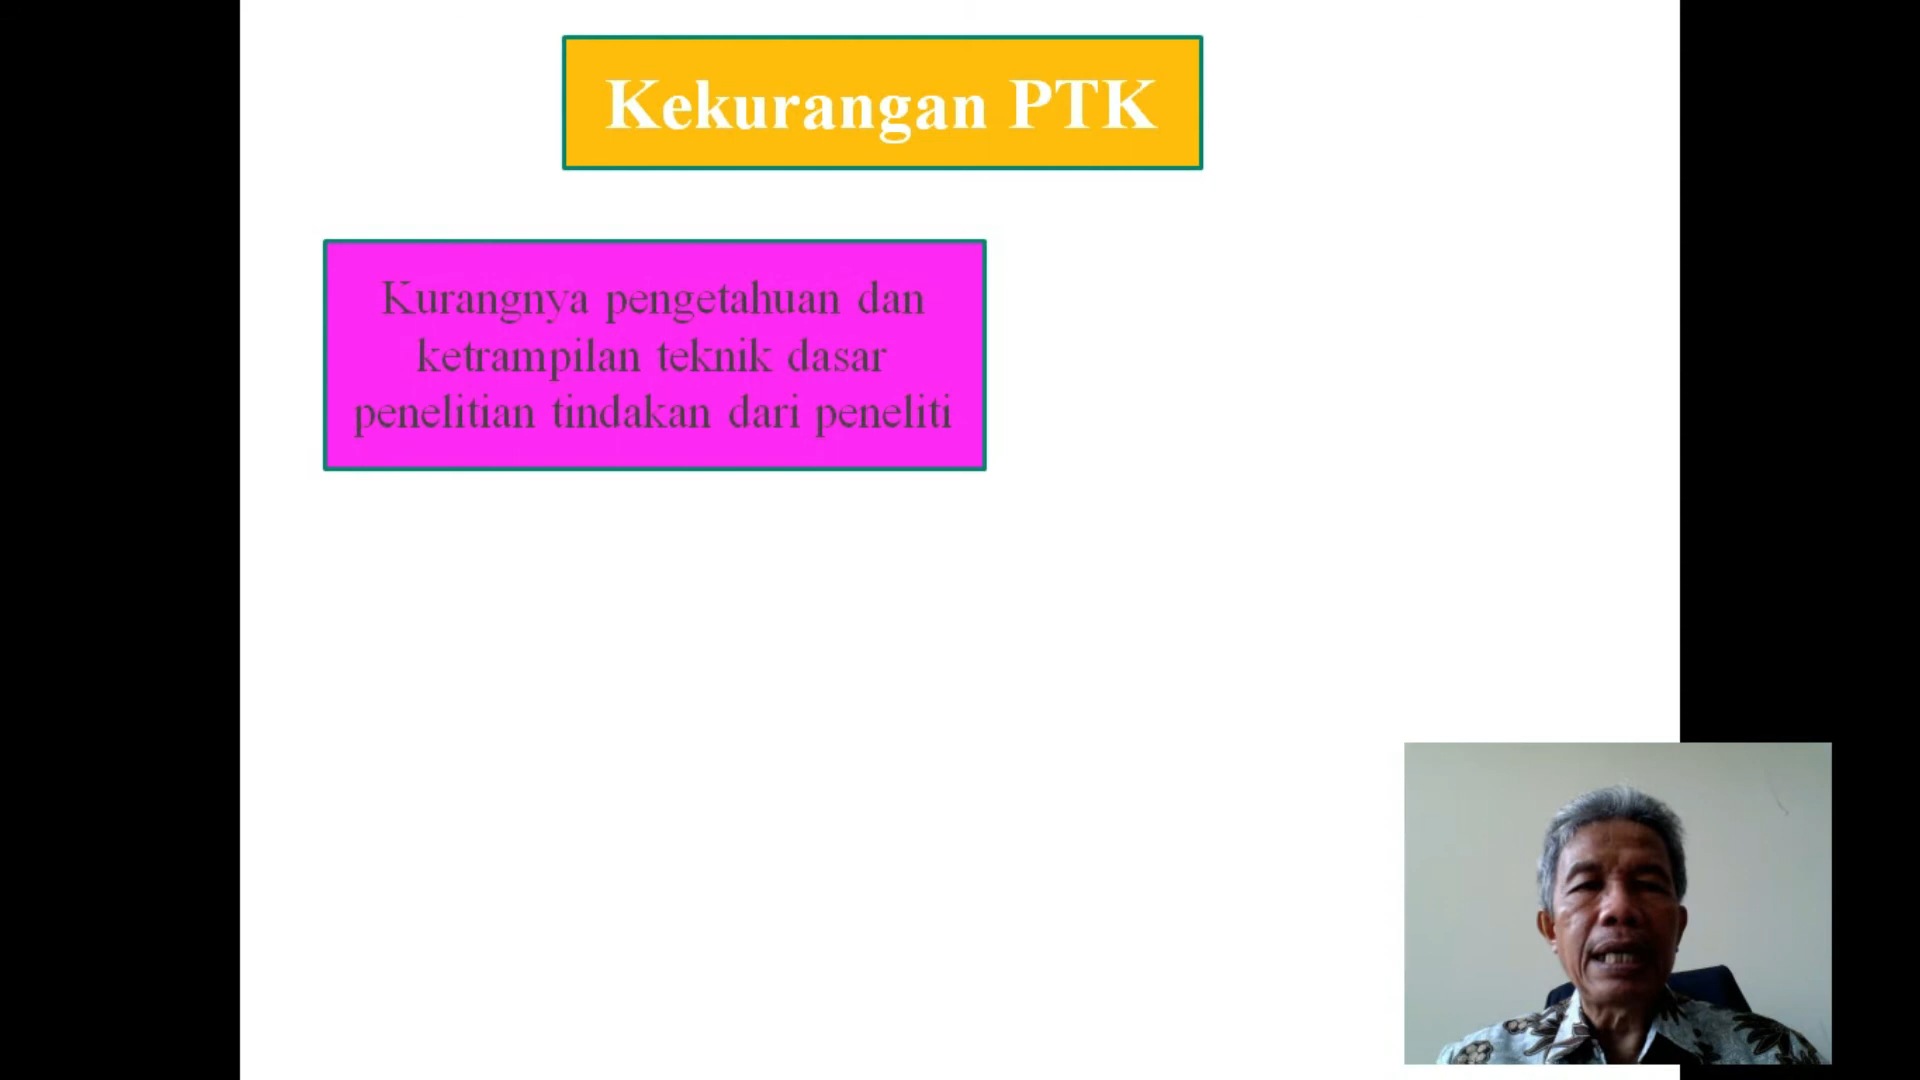 Kekurangan PTK
Kurangnya pengetahuan dan
ketrampilan teknik dasar
penelitian tindakan dari peneliti